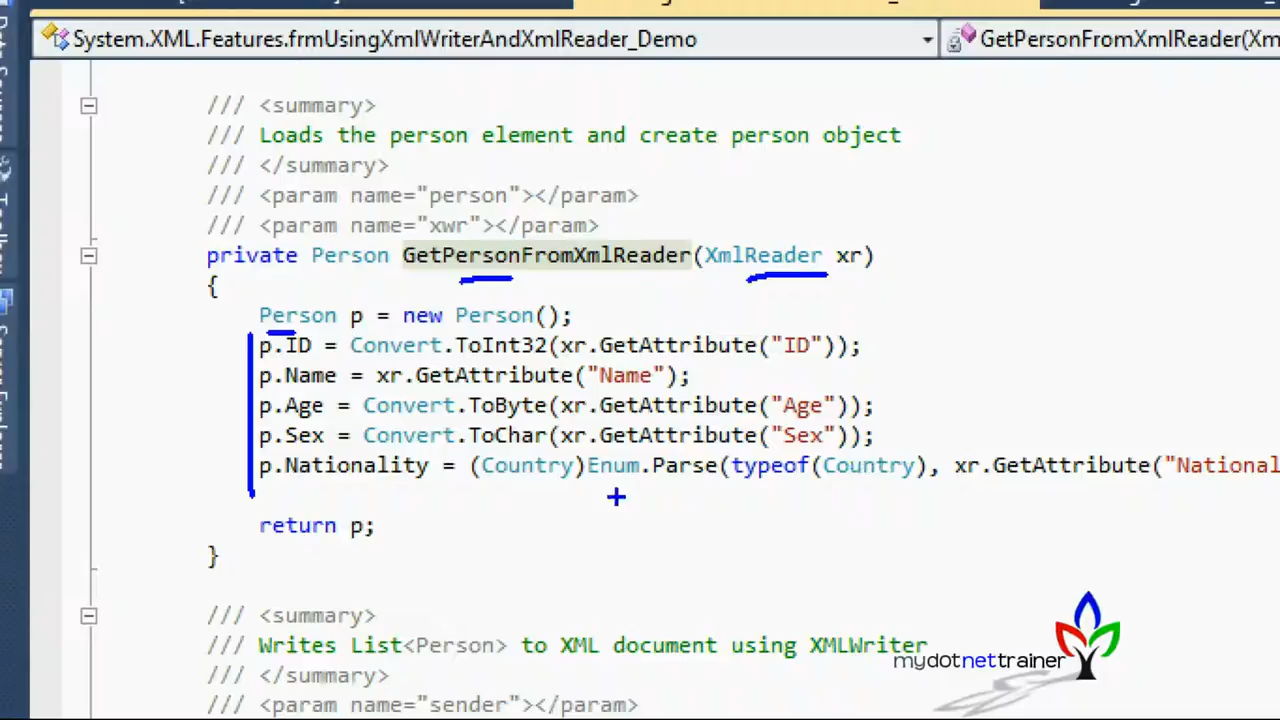 System.XML.Features.frmUsingXmlWriterAndXmlReader_Demo
GetPersonFromXmlReader(Xm
/// <summary>
/// Loads the person element and create person object
/// </summary>
/// <param name="person"></param>
/// <param name="xwr"></param>
private Person GetPersonFromXmlReader(XmlReader xr)
{
Person p = new Person();
p.ID = Convert.ToInt32(xr.GetAttribute("ID"));
p.Name = xr.GetAttribute("Name");
p.Age = Convert.ToByte(xr.GetAttribute("Age"));
p.Sex = Convert.ToChar(xr.GetAttribute("Sex"));
p.Nationality = (Country)Enum.Parse(typeof(Country), xr.GetAttribute("National
return p;
}
/// <summary>
/// Writes List<Person> to XML document using XMLWriter
/// </summary>
/// <param name="sender"></param>
mydotnettrainer